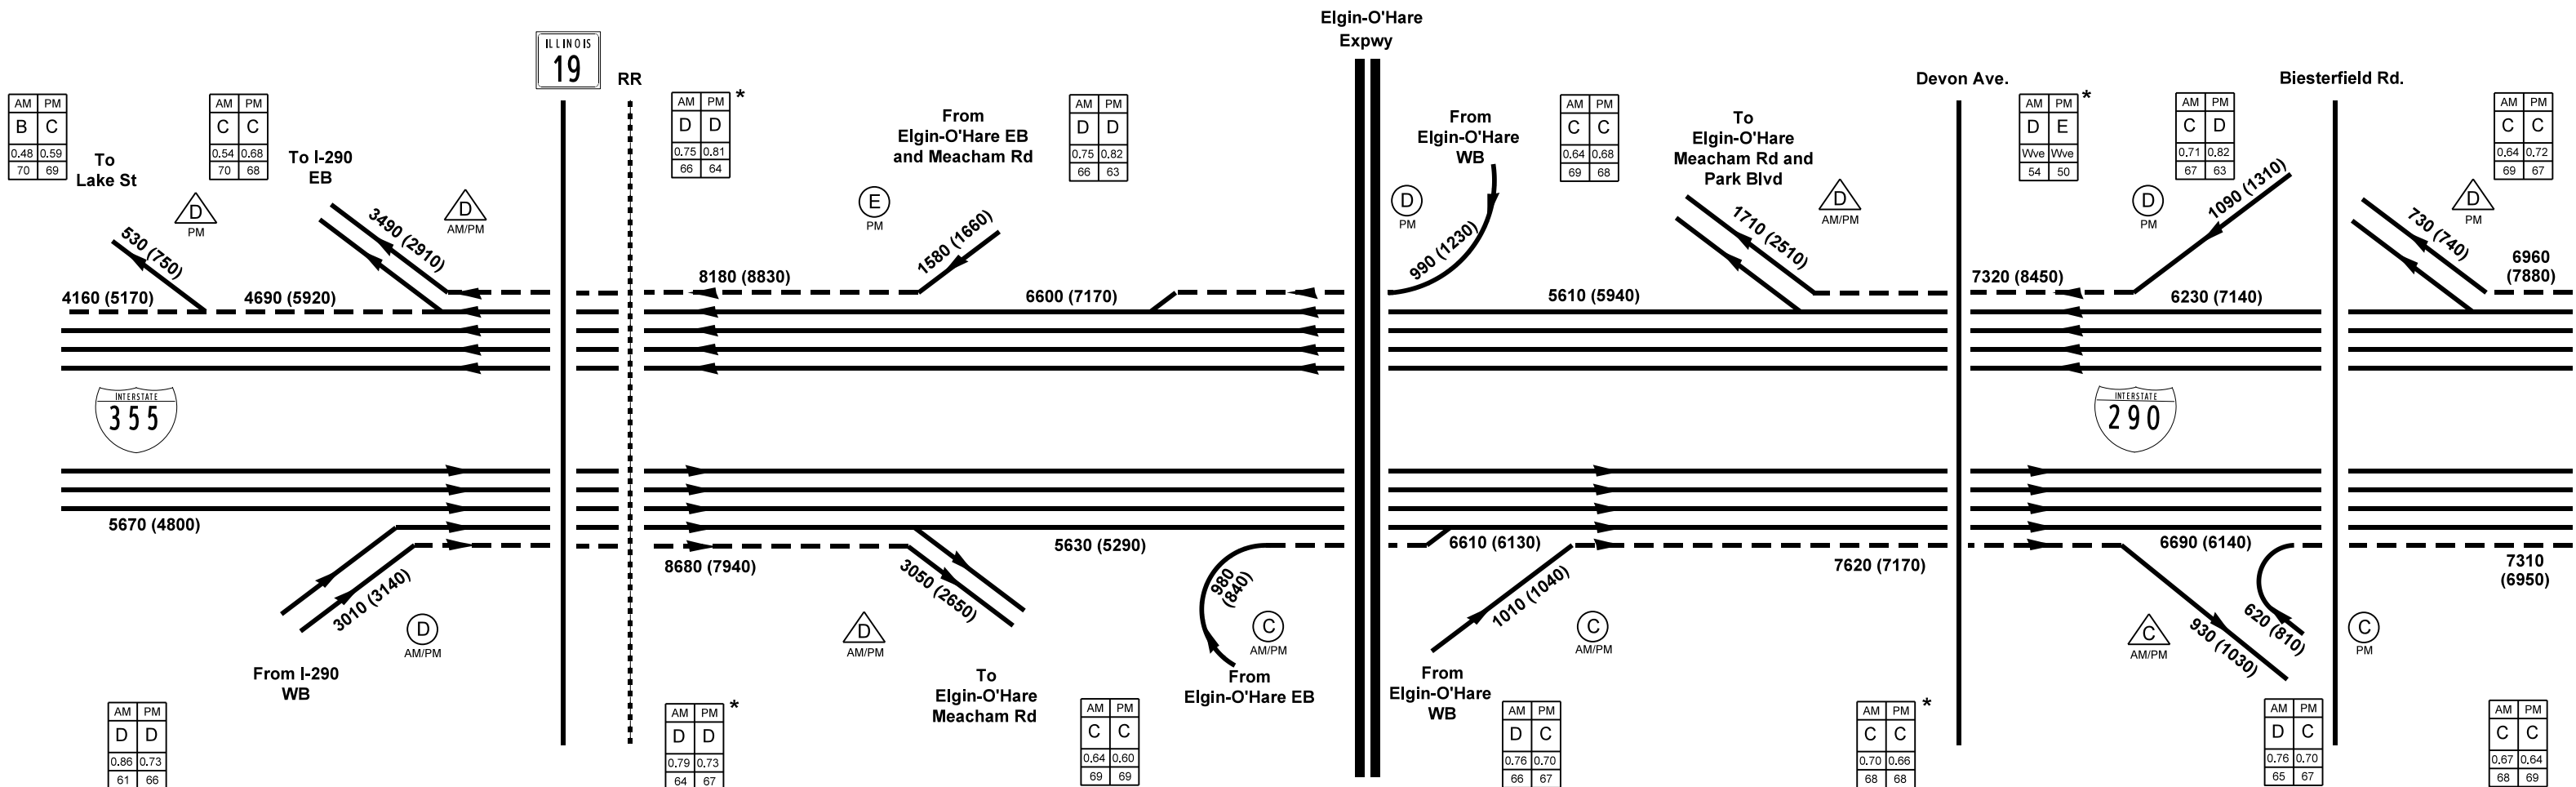 Elgin-O'Hare
Expwy
ILLINOIS
19
RR
Devon Ave.
Biesterfield Rd.
AM PM
B C
0.48 0.59
70 69
To
Lake St
AM PM
C C
0.54 0.68
70 68
To I-290
EB
AM PM *
D D
0.75 0.81
66 64
From
Elgin-O'Hare EB
and Meacham Rd
AM PM
D D
0.75 0.82
66 63
From
Elgin-O'Hare
WB
AM PM
C C
0.64 0.68
69 68
To
Elgin-O'Hare
Meacham Rd and
Park Blvd
AM PM *
D E
Wve Wve
54 50
AM PM
C D
0.71 0.82
67 63
AM PM
C C
0.64 0.72
69 67
D
PM
D
AM/PM
E
PM
D
PM
D
AM/PM
D
PM
D
PM
530 (750)
3490 (2910)
1580 (1660)
990 (1230)
1710 (2510)
1090 (1310)
730 (740)
6960
(7880)
4160 (5170)
4690 (5920)
8180 (8830)
6600 (7170)
5610 (5940)
7320 (8450)
6230 (7140)
INTERSTATE
355
INTERSTATE
290
5670 (4800)
8680 (7940)
5630 (5290)
6610 (6130)
7620 (7170)
6690 (6140)
7310
(6950)
3010 (3140)
3050 (2650)
980
(840)
1010 (1040)
930 (1030)
620 (810)
D
AM/PM
D
AM/PM
C
AM/PM
C
AM/PM
C
AM/PM
C
PM
From I-290
WB
To
Elgin-O'Hare
Meacham Rd
From
Elgin-O'Hare EB
From
Elgin-O'Hare
WB
AM PM
D D
0.86 0.73
61 66
AM PM *
D D
0.79 0.73
64 67
AM PM
C C
0.64 0.60
69 69
AM PM
D C
0.76 0.70
66 67
AM PM *
C C
0.70 0.66
68 68
AM PM
D C
0.76 0.70
65 67
AM PM
C C
0.67 0.64
68 69